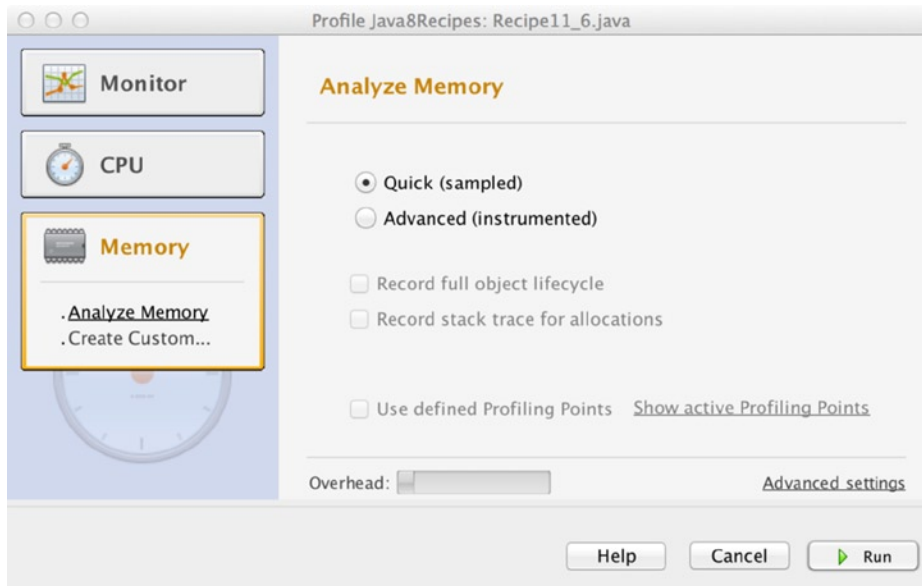 Profile Java8Recipes: Recipe11_6.java
Monitor
CPU
Memory
. Analyze Memory
. Create Custom...
Analyze Memory
Quick (sampled)
Advanced (instrumented)
Record full object lifecycle
Record stack trace for allocations
Use defined Profiling Points Show active Profiling Points
Overhead: Advanced settings
Help Cancel Run